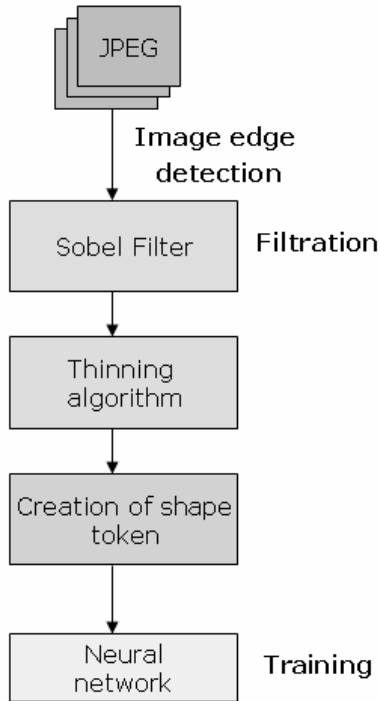 JPEG
Image edge
detection
Sobel Filter
Filtration
Thinning
algorithm
Creation of shape
token
Neural
network
Training